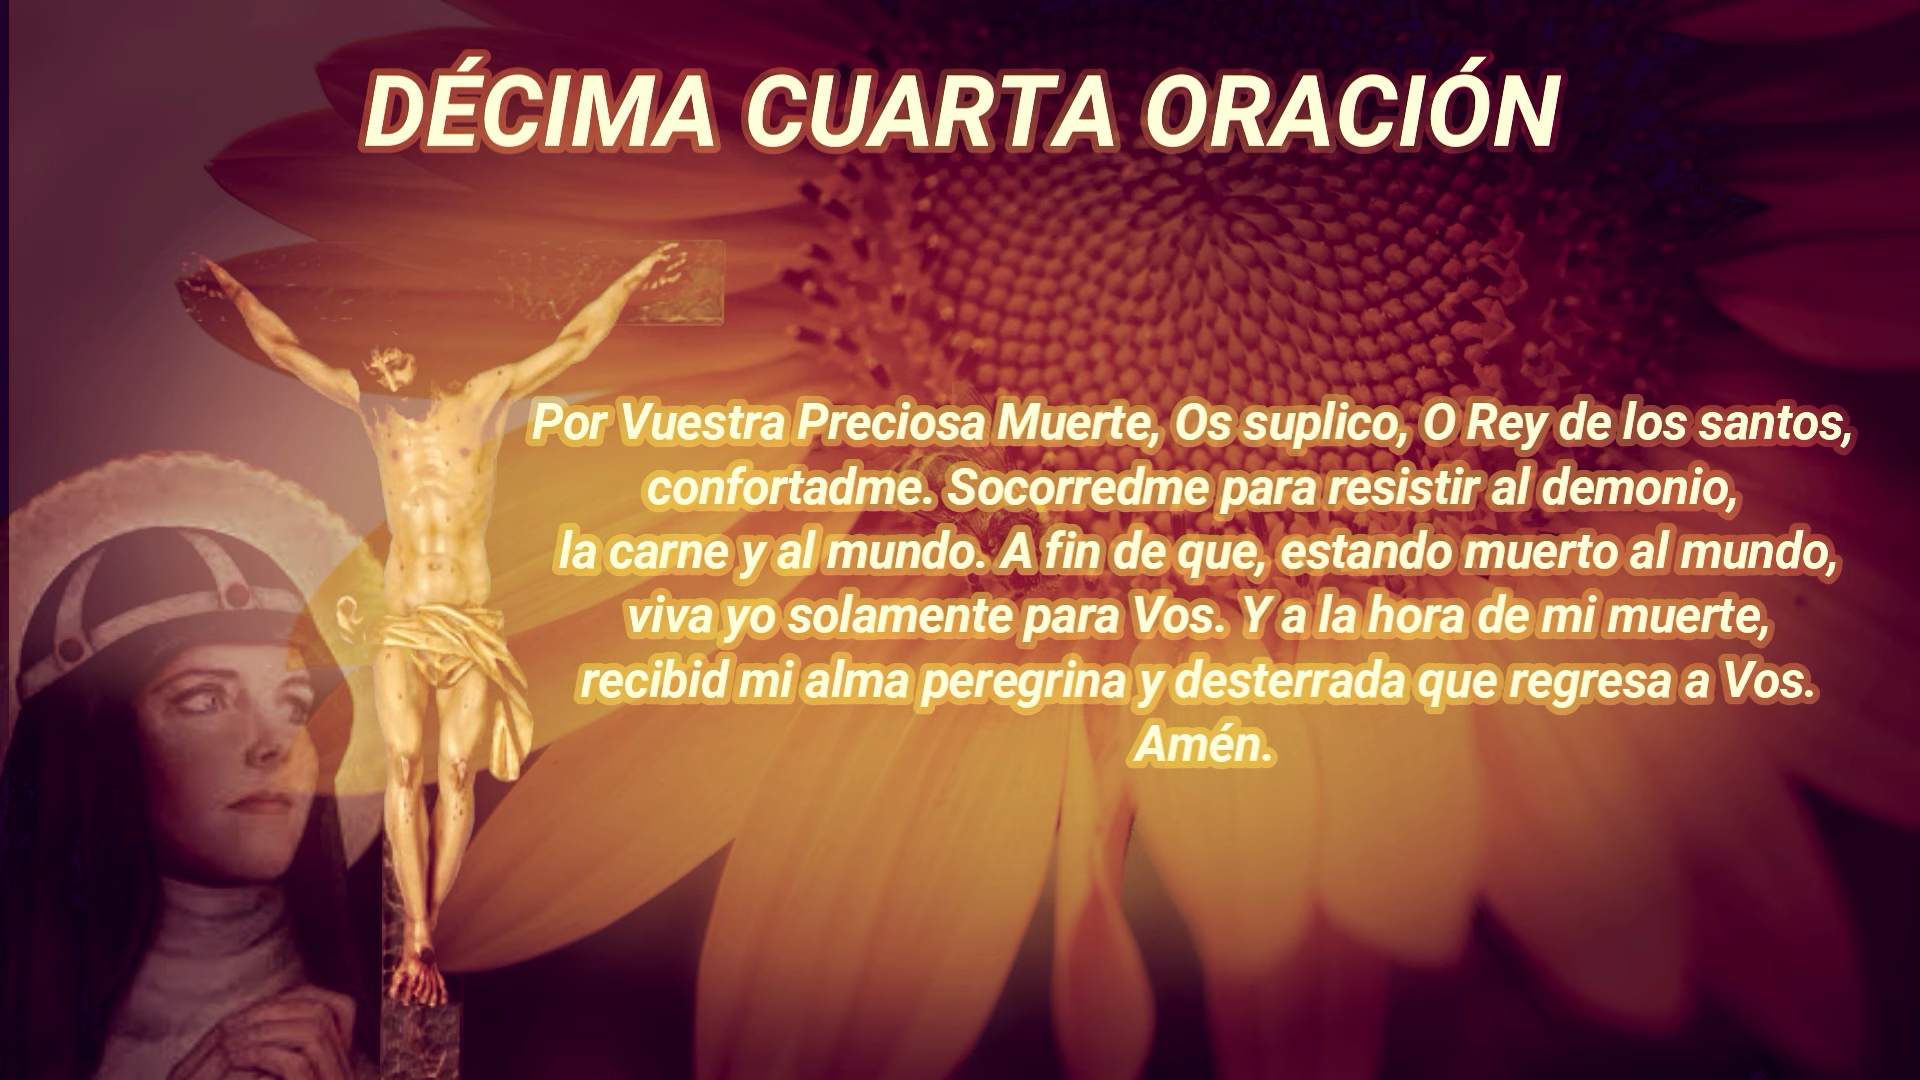 DÉCIMA CUARTA ORACIÓN
Por Vuestra Preciosa Muerte, Os suplico, O Rey de los santos,
confortadme. Socorredme para resistir al demonio,
la carne y al mundo. A fin de que, estando muerto al mundo,
viva yo solamente para Vos. Y a la hora de mi muerte,
recibid mi alma peregrina y desterrada que regresa a Vos.
Amén.